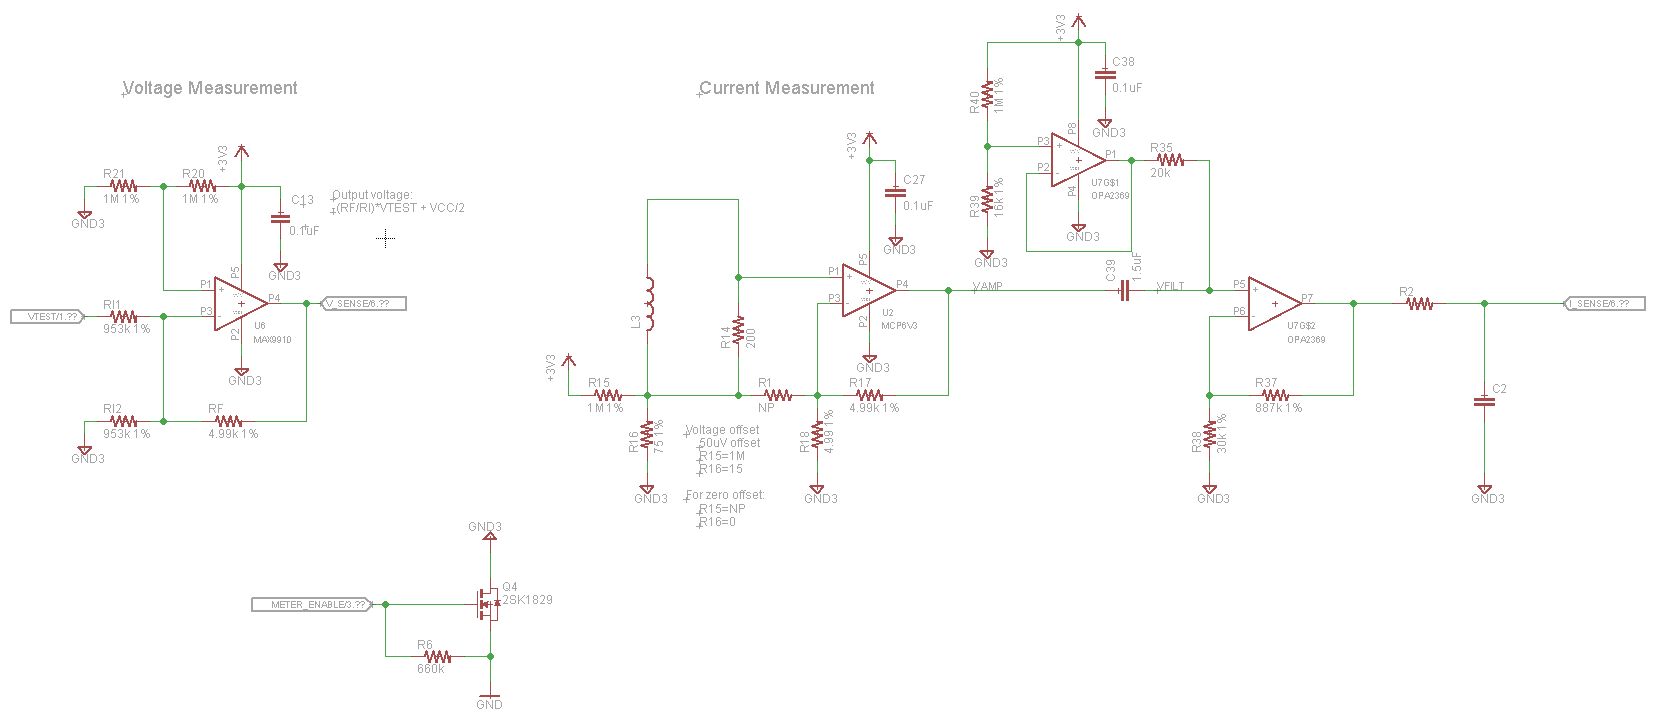 Voltage Measurement
R21
1M 1%
R20
1M 1%
+3V3
C13
0.1uF
GND3
GND3
Output voltage:
-(RF/RI)*VTEST + VCC/2
VTEST/1.??
RI1
953k 1%
P1
P3
P5
P2
P4
U6
MAX9910
V_SENSE/6.??
GND3
RI2
953k 1%
RF
4.99k 1%
GND3
Current Measurement
L3
R14
200
+3V3
R15
1M 1%
R16
75 1%
GND3
R1
NP
R17
4.99k 1%
R18
4.99 1%
GND3
Voltage offset
50uV offset
R15=1M
R16=15
For zero offset:
R15=NP
R16=0
+3V3
C27
0.1uF
GND3
P1
P3
P5
P2
P4
U2
MCP6V3
GND3
VAMP
+3V3
R40
1M 1%
R39
16k 1%
GND3
C38
0.1uF
GND3
P3
P2
P8
P4
P1
U7G$1
OPA2369
GND3
R35
20k
C39
1.5uF
VFILT
P5
P6
P7
U7G$2
OPA2369
R37
887k 1%
R38
30k 1%
GND3
R2
C2
GND3
I_SENSE/6.??
GND3
Q4
2SK1829
METER_ENABLE/3.??
R6
660k
GND